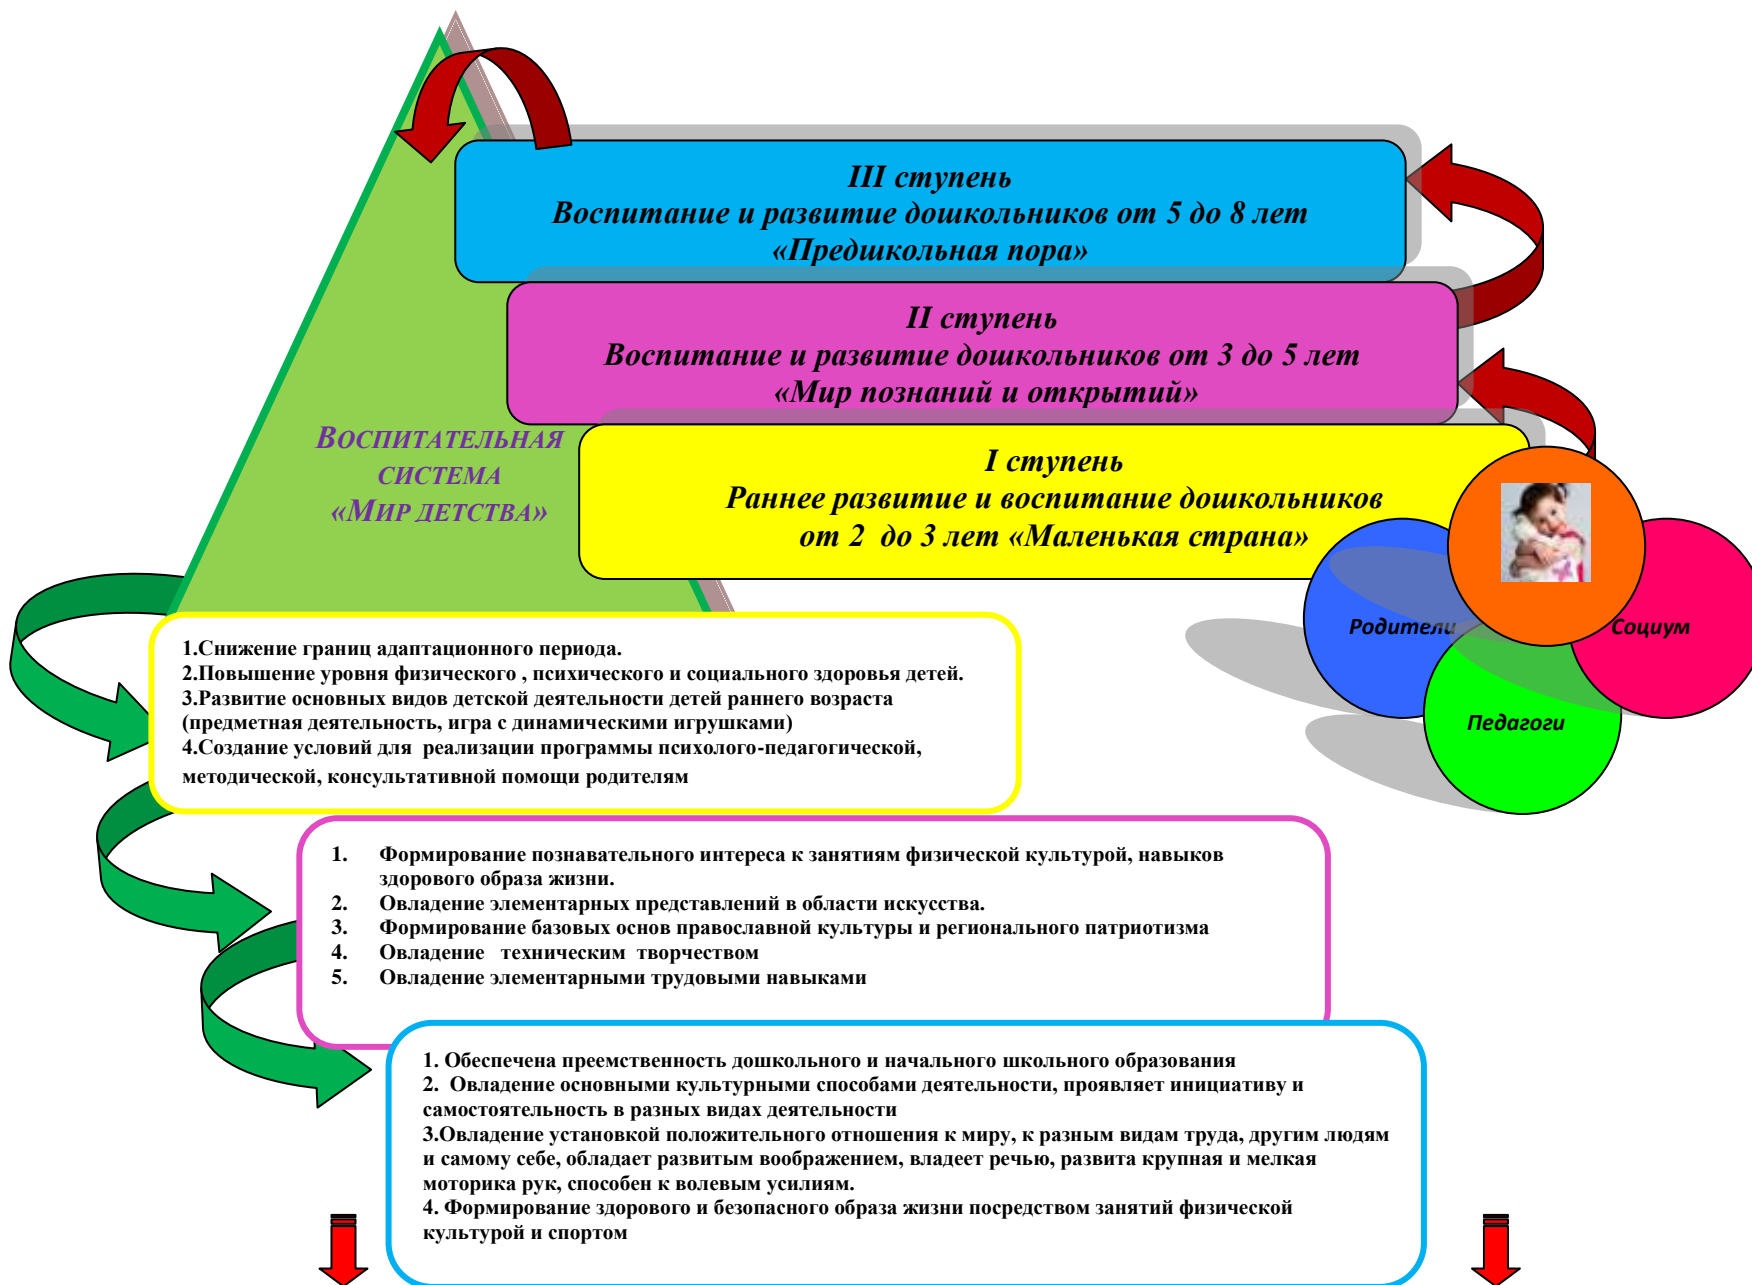 III ступень
Воспитание и развитие дошкольников от 5 до 8 лет
«Предшкольная пора»
II ступень
Воспитание и развитие дошкольников от 3 до 5 лет
«Мир познаний и открытий»
ВОСПИТАТЕЛЬНАЯ
СИСТЕМА
«МИР ДЕТСТВА»
I ступень
Раннее развитие и воспитание дошкольников
от 2 до 3 лет «Маленькая страна»
Родители
Социум
Педагоги
1.Снижение границ адаптационного периода.
2.Повышение уровня физического , психического и социального здоровья детей.
3.Развитие основных видов детской деятельности детей раннего возраста
(предметная деятельность, игра с динамическими игрушками)
4.Создание условий для реализации программы психолого-педагогической,
методической, консультативной помощи родителям
1. Формирование познавательного интереса к занятиям физической культурой, навыков
здорового образа жизни.
2. Овладение элементарных представлений в области искусства.
3. Формирование базовых основ православной культуры и регионального патриотизма
4. Овладение техническим творчеством
5. Овладение элементарными трудовыми навыками
1. Обеспечена преемственность дошкольного и начального школьного образования
2. Овладение основными культурными способами деятельности, проявляет инициативу и
самостоятельность в разных видах деятельности
3.Овладение установкой положительного отношения к миру, к разным видам труда, другим людям
и самому себе, обладает развитым воображением, владеет речью, развита крупная и мелкая
моторика рук, способен к волевым усилиям.
4. Формирование здорового и безопасного образа жизни посредством занятий физической
культурой и спортом